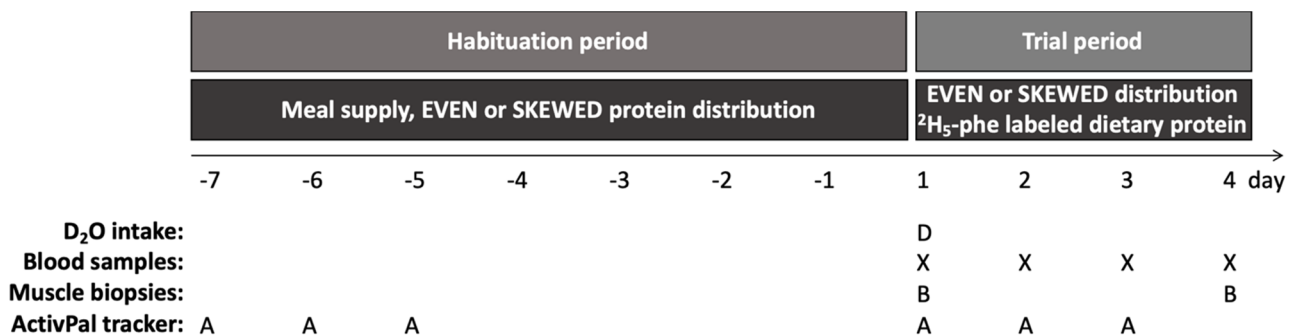 Habituation period Trial period
Meal supply, EVEN or SKEWED protein distribution
EVEN or SKEWED distribution
²H₅-phe labeled dietary protein
-7 -6 -5 -4 -3 -2 -1 1 2 3 4 day
D₂O intake: D
Blood samples: X X X X
Muscle biopsies: B B
ActivPal tracker: A A A A A A